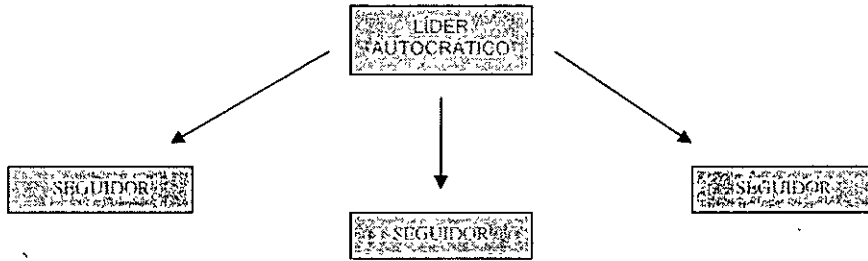 LÍDER
"AUTOCRÁTICO"
SEGUIDOR
SEGUIDOR
SEGUIDOR